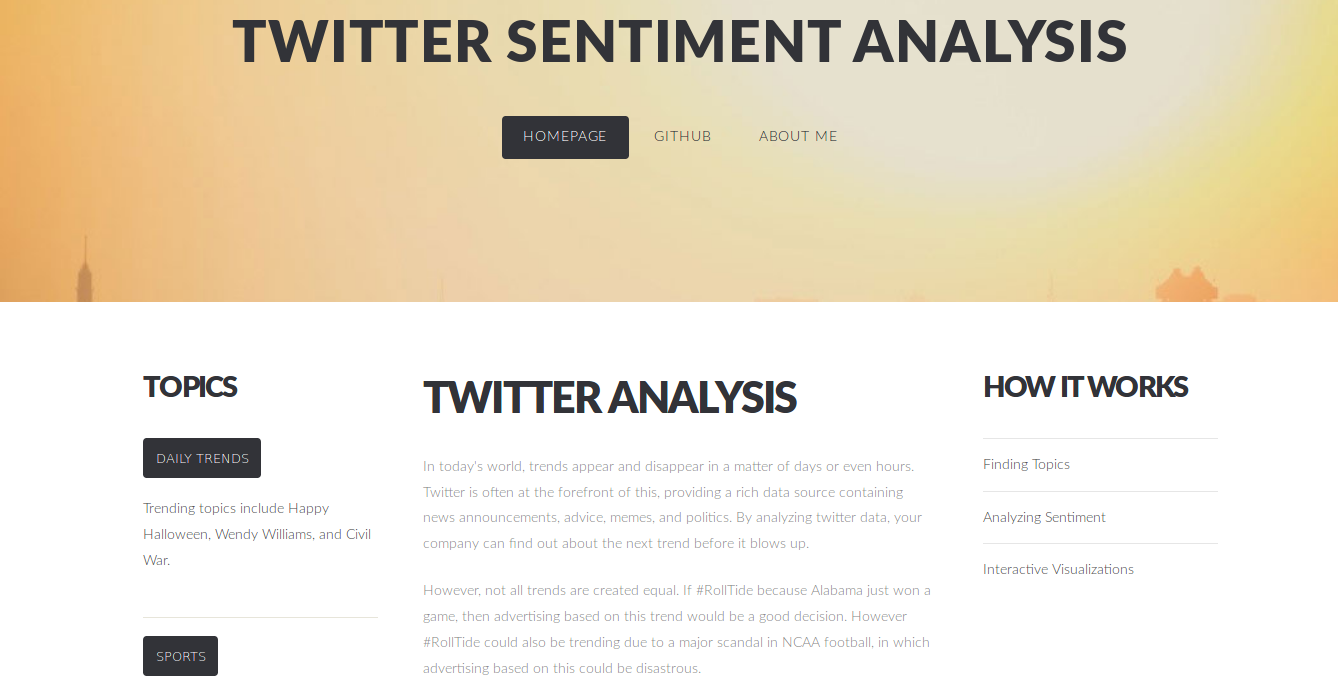 TWITTER SENTIMENT ANALYSIS
HOMEPAGE
GITHUB
ABOUT ME
TOPICS
DAILY TRENDS
Trending topics include Happy
Halloween, Wendy Williams, and Civil
War.
SPORTS
TWITTER ANALYSIS
In today's world, trends appear and disappear in a matter of days or even hours.
Twitter is often at the forefront of this, providing a rich data source containing
news announcements, advice, memes, and politics. By analyzing twitter data, your
company can find out about the next trend before it blows up.
However, not all trends are created equal. If #RollTide because Alabama just won a
game, then advertising based on this trend would be a good decision. However
#RollTide could also be trending due to a major scandal in NCAA football, in which
advertising based on this could be disastrous.
HOW IT WORKS
Finding Topics
Analyzing Sentiment
Interactive Visualizations